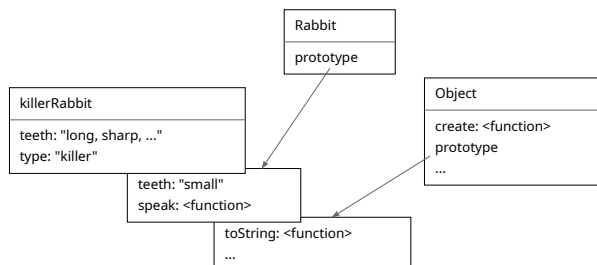 Rabbit
prototype
killerRabbit
teeth: "long, sharp, ..."
type: "killer"
Object
create: <function>
prototype
...
teeth: "small"
speak: <function>
toString: <function>
...